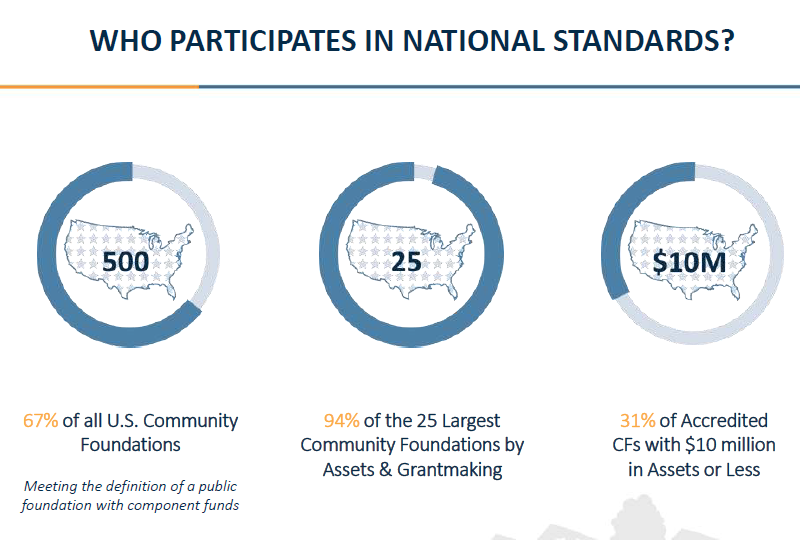 WHO PARTICIPATES IN NATIONAL STANDARDS?
500
25
$10M
67% of all U.S. Community
Foundations
Meeting the definition of a public
foundation with component funds
94% of the 25 Largest
Community Foundations by
Assets & Grantmaking
31% of Accredited
CFs with $10 million
in Assets or Less